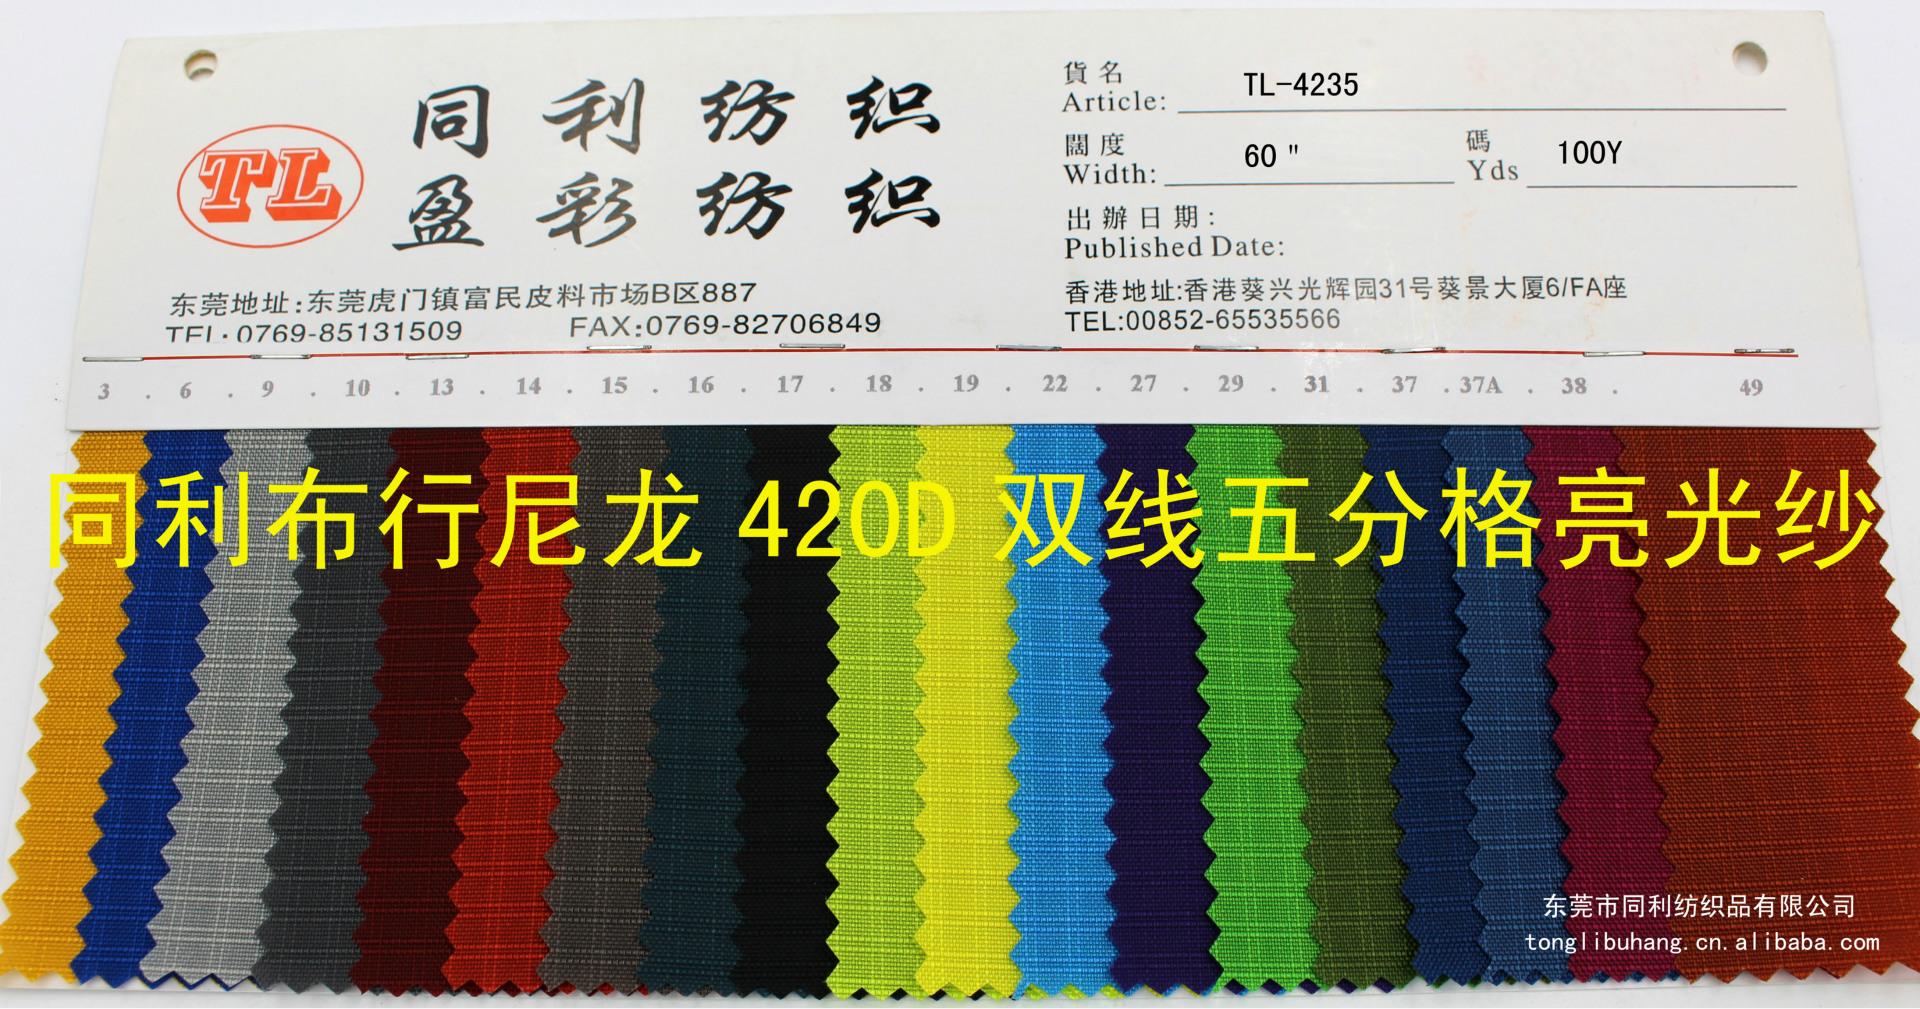 TL
同利纺织
盈彩纺织
东莞地址:东莞虎门镇富民皮料市场B区887
TEL:0769-85131509 FAX:0769-82706849
貨名
Article: TL-4235
闊度 碼
Width: 60" Yds 100Y
出辦日期:
Published Date:
香港地址:香港葵兴光辉园31号葵景大厦6/FA座
TEL:00852-65535566
3 . 6 . 9 . 10 . 13 . 14 . 15 . 16 . 17 . 18 . 19 . 22 . 27 . 29 . 31 . 37 . 37A . 38 . 49
同利布行尼龙420D双线五分格亮光纱
东莞市同利纺织品有限公司
tonglibuhang.cn.alibaba.com